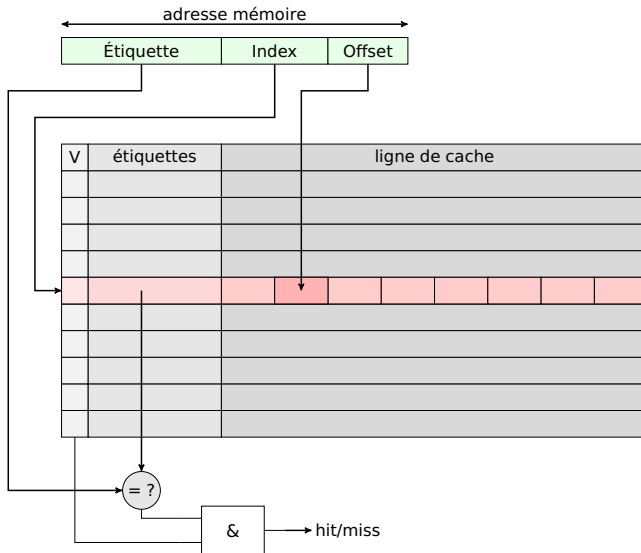 adresse mémoire
Étiquette Index Offset
V étiquettes ligne de cache
= ?
& hit/miss